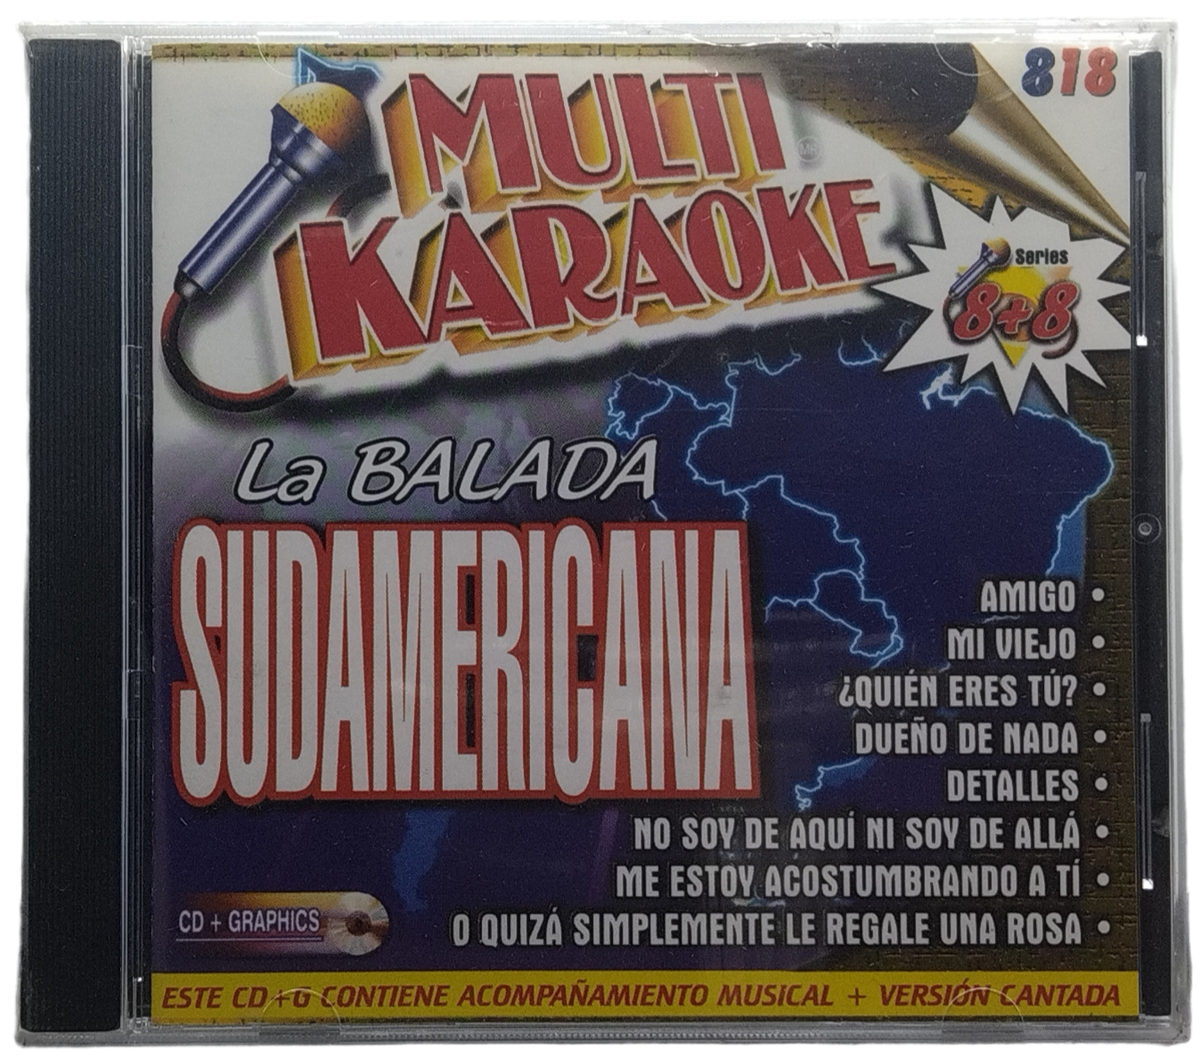 818
MULTI
KARAOKE
MR
Series
8+8
La BALADA
SUDAMERICANA
AMIGO •
MI VIEJO •
¿QUIÉN ERES TÚ? •
DUEÑO DE NADA •
DETALLES •
NO SOY DE AQUÍ NI SOY DE ALLÁ •
ME ESTOY ACOSTUMBRANDO A TÍ •
O QUIZÁ SIMPLEMENTE LE REGALE UNA ROSA •
CD + GRAPHICS
ESTE CD+G CONTIENE ACOMPAÑAMIENTO MUSICAL + VERSIÓN CANTADA